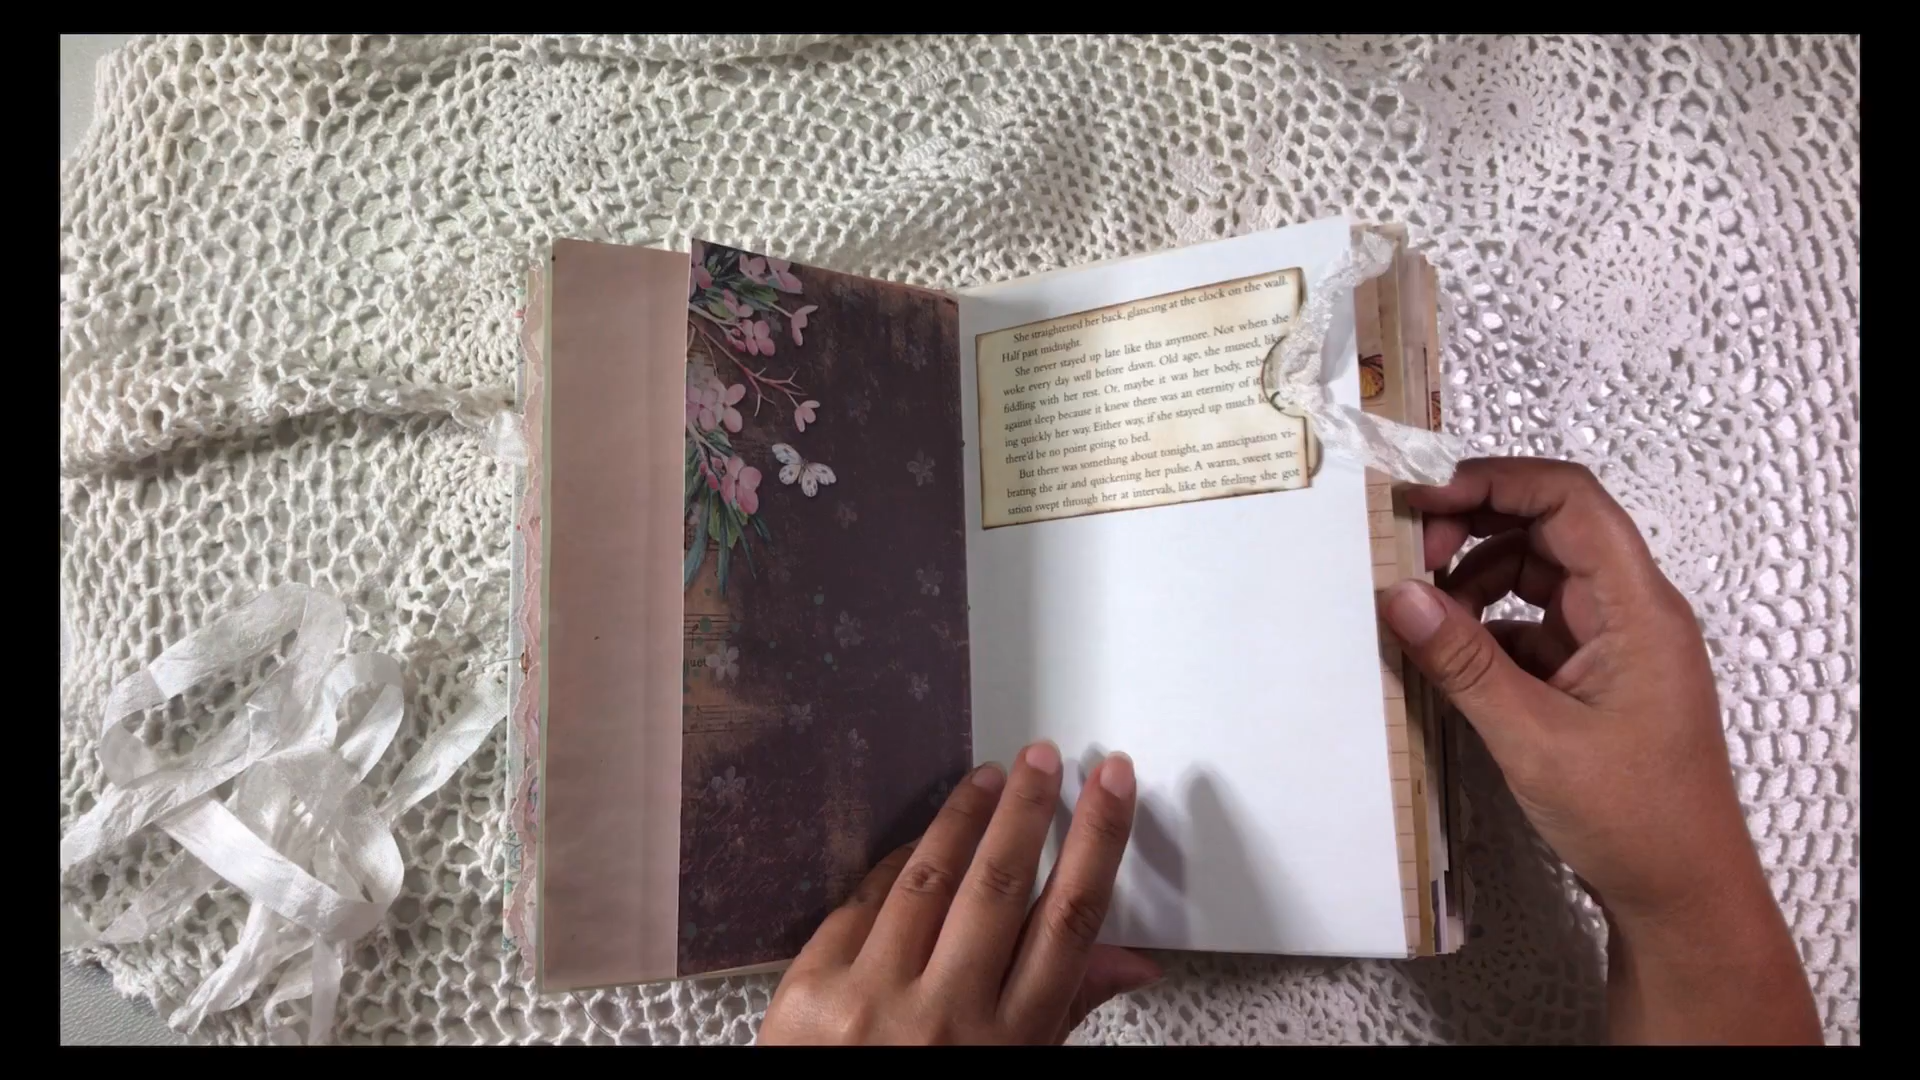 She straightened her back, glancing at the clock on the wall.
Half past midnight.
She never stayed up late like this anymore. Not when she
woke every day well before dawn. Old age, she mused, like
fiddling with her rest. Or, maybe it was her body, reb
against sleep because it knew there was an eternity of it
ing quickly her way. Either way, if she stayed up much
there'd be no point going to bed.
But there was something about tonight, an anticipation vi-
brating the air and quickening her pulse. A warm, sweet sen-
sation swept through her at intervals, like the feeling she got